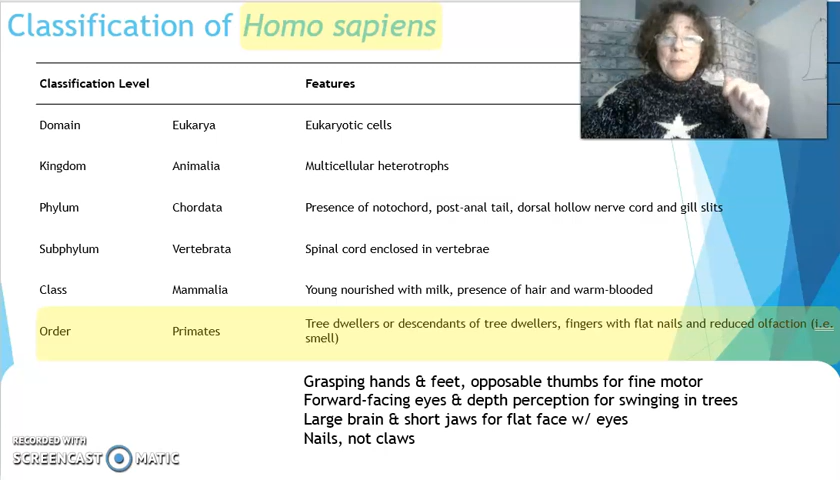 Classification of Homo sapiens
Classification Level Features
Domain Eukarya Eukaryotic cells
Kingdom Animalia Multicellular heterotrophs
Phylum Chordata Presence of notochord, post-anal tail, dorsal hollow nerve cord and gill slits
Subphylum Vertebrata Spinal cord enclosed in vertebrae
Class Mammalia Young nourished with milk, presence of hair and warm-blooded
Order Primates Tree dwellers or descendants of tree dwellers, fingers with flat nails and reduced olfaction (i.e.
smell)
Grasping hands & feet, opposable thumbs for fine motor
Forward-facing eyes & depth perception for swinging in trees
Large brain & short jaws for flat face w/ eyes
Nails, not claws
RECORDED WITH
SCREENCAST MATIC